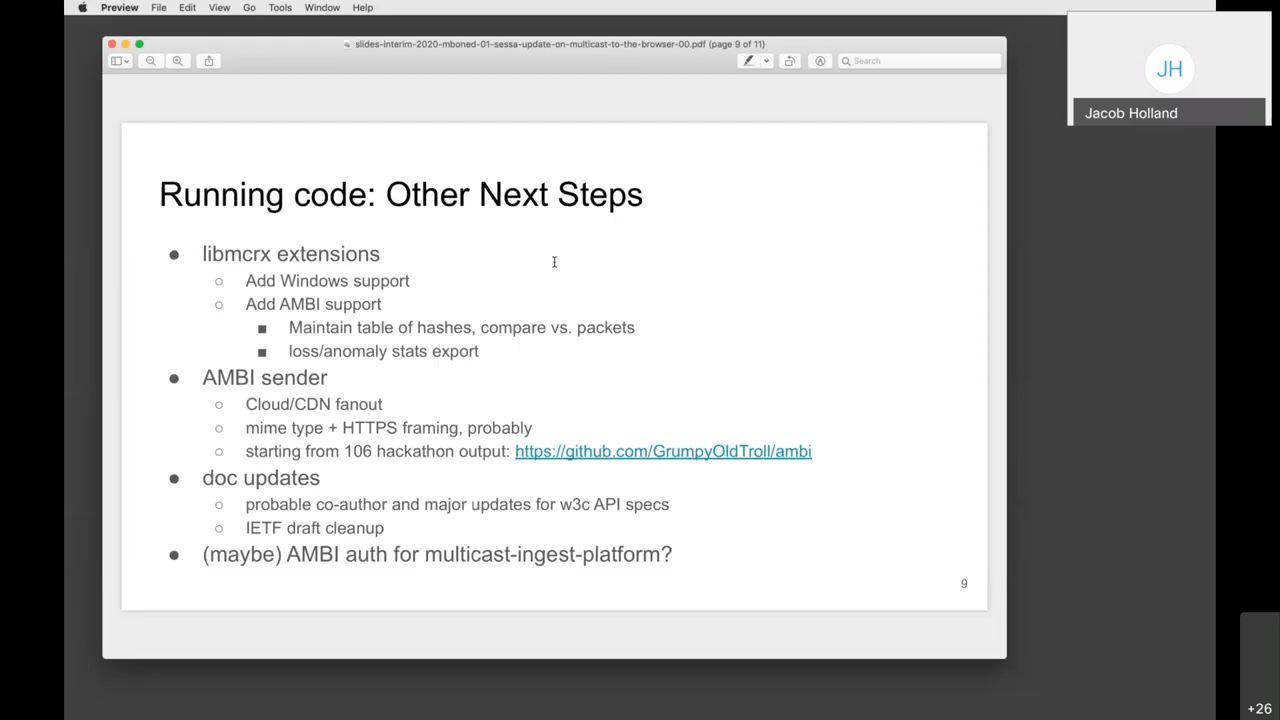 Preview File Edit View Go Tools Window Help
slides-interim-2020-mboned-01-sessa-update-on-multicast-to-the-browser-00.pdf (page 9 of 11)
Search
JH
Jacob Holland
Running code: Other Next Steps
● libmcrx extensions
○ Add Windows support
○ Add AMBI support
■ Maintain table of hashes, compare vs. packets
■ loss/anomaly stats export
● AMBI sender
○ Cloud/CDN fanout
○ mime type + HTTPS framing, probably
○ starting from 106 hackathon output: https://github.com/GrumpyOldTroll/ambi
● doc updates
○ probable co-author and major updates for w3c API specs
○ IETF draft cleanup
● (maybe) AMBI auth for multicast-ingest-platform?
9
+26